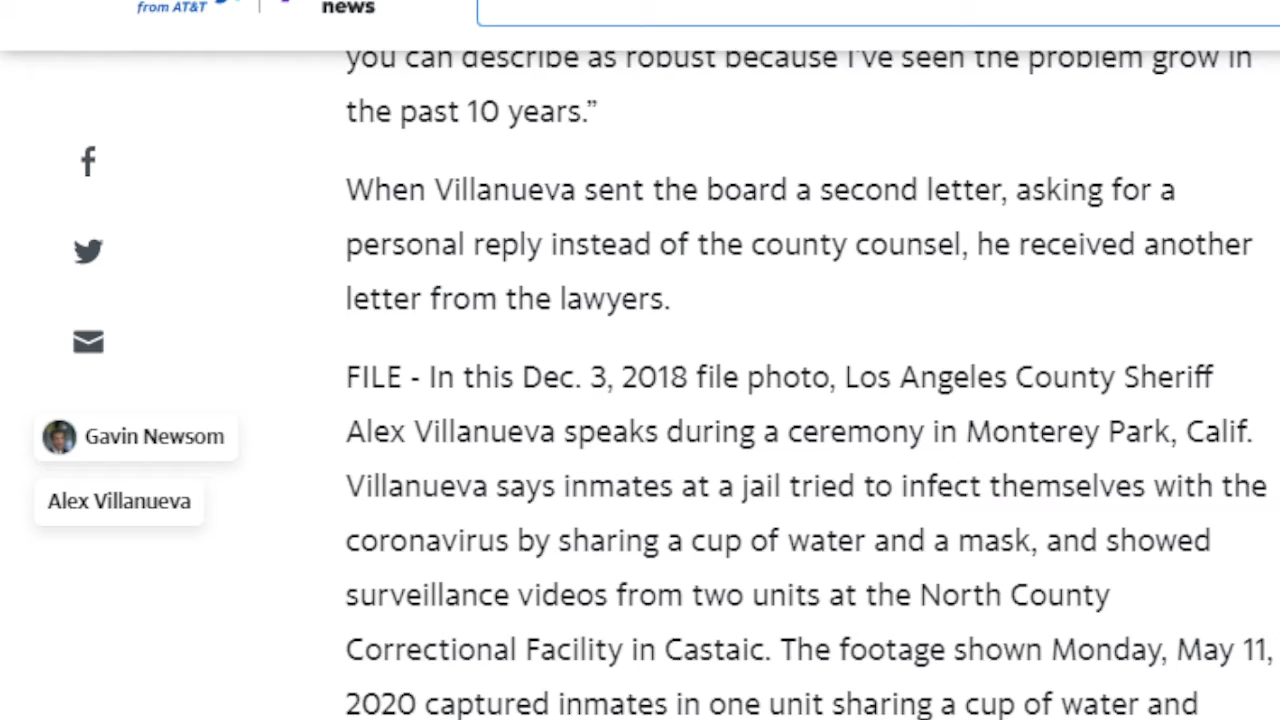 from AT&T
news
you can describe as robust because I've seen the problem grow in
the past 10 years.”
When Villanueva sent the board a second letter, asking for a
personal reply instead of the county counsel, he received another
letter from the lawyers.
FILE - In this Dec. 3, 2018 file photo, Los Angeles County Sheriff
Alex Villanueva speaks during a ceremony in Monterey Park, Calif.
Villanueva says inmates at a jail tried to infect themselves with the
coronavirus by sharing a cup of water and a mask, and showed
surveillance videos from two units at the North County
Correctional Facility in Castaic. The footage shown Monday, May 11,
2020 captured inmates in one unit sharing a cup of water and
Gavin Newsom
Alex Villanueva